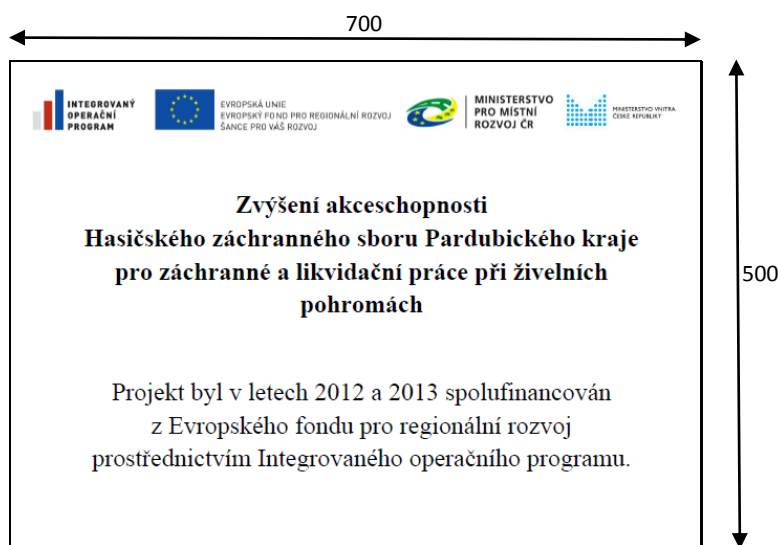 700
INTEGROVANÝ
OPERAČNÍ
PROGRAM
EVROPSKÁ UNIE
EVROPSKÝ FOND PRO REGIONÁLNÍ ROZVOJ
ŠANCE PRO VÁŠ ROZVOJ
MINISTERSTVO
PRO MÍSTNÍ
ROZVOJ ČR
MINISTERSTVO VNITRA
ČESKÉ REPUBLIKY
Zvýšení akceschopnosti
Hasičského záchranného sboru Pardubického kraje
pro záchranné a likvidační práce při živelních
pohromách
500
Projekt byl v letech 2012 a 2013 spolufinancován
z Evropského fondu pro regionální rozvoj
prostřednictvím Integrovaného operačního programu.